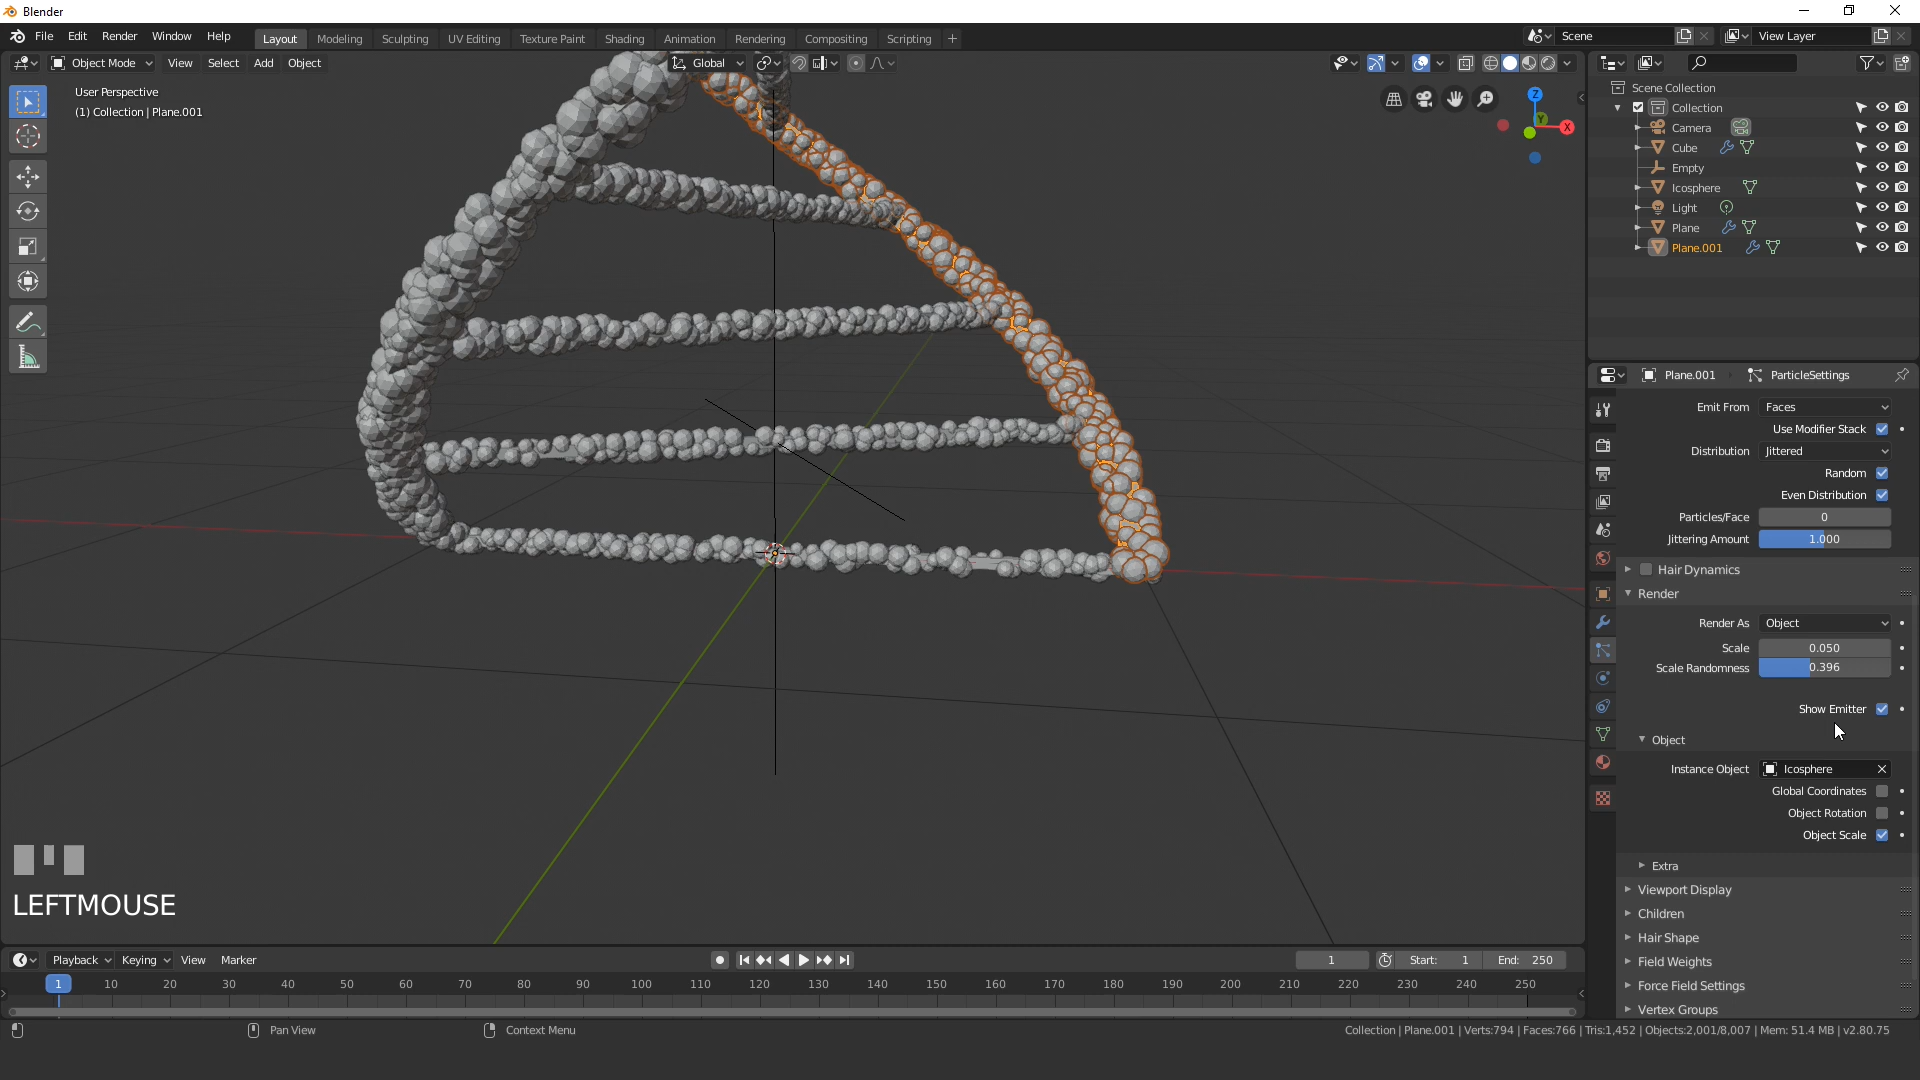 Blender
File Edit Render Window Help
Layout Modeling Sculpting UV Editing Texture Paint Shading Animation Rendering Compositing Scripting +
Scene
View Layer
Object Mode View Select Add Object
Global
User Perspective
(1) Collection | Plane.001
Z
Y
X
Scene Collection
Collection
Camera
Cube
Empty
Icosphere
Light
Plane
Plane.001
Plane.001 ParticleSettings
Emit From Faces
Use Modifier Stack
Distribution Jittered
Random
Even Distribution
Particles/Face 0
Jittering Amount 1.000
Hair Dynamics
Render
Render As Object
Scale 0.050
Scale Randomness 0.396
Show Emitter
Object
Instance Object Icosphere
Global Coordinates
Object Rotation
Object Scale
Extra
Viewport Display
Children
Hair Shape
Field Weights
Force Field Settings
Vertex Groups
LEFTMOUSE
Playback Keying View Marker
1 Start: 1 End: 250
1 10 20 30 40 50 60 70 80 90 100 110 120 130 140 150 160 170 180 190 200 210 220 230 240 250
Pan View Context Menu
Collection | Plane.001 | Verts:794 | Faces:766 | Tris:1,452 | Objects:2,001/8,007 | Mem: 51.4 MB | v2.80.75